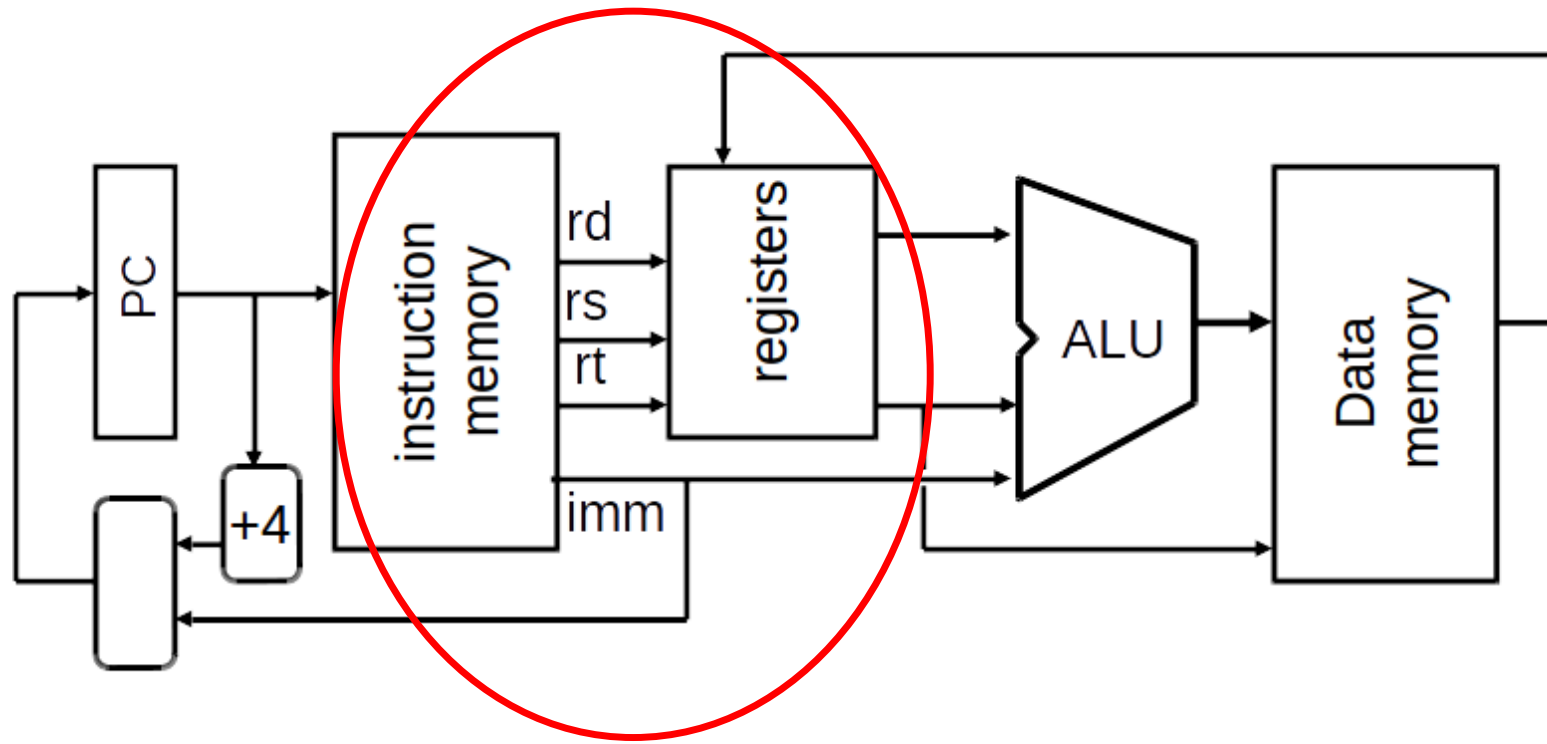 PC
+4
instruction
memory
rd
rs
rt
imm
registers
ALU
Data
memory